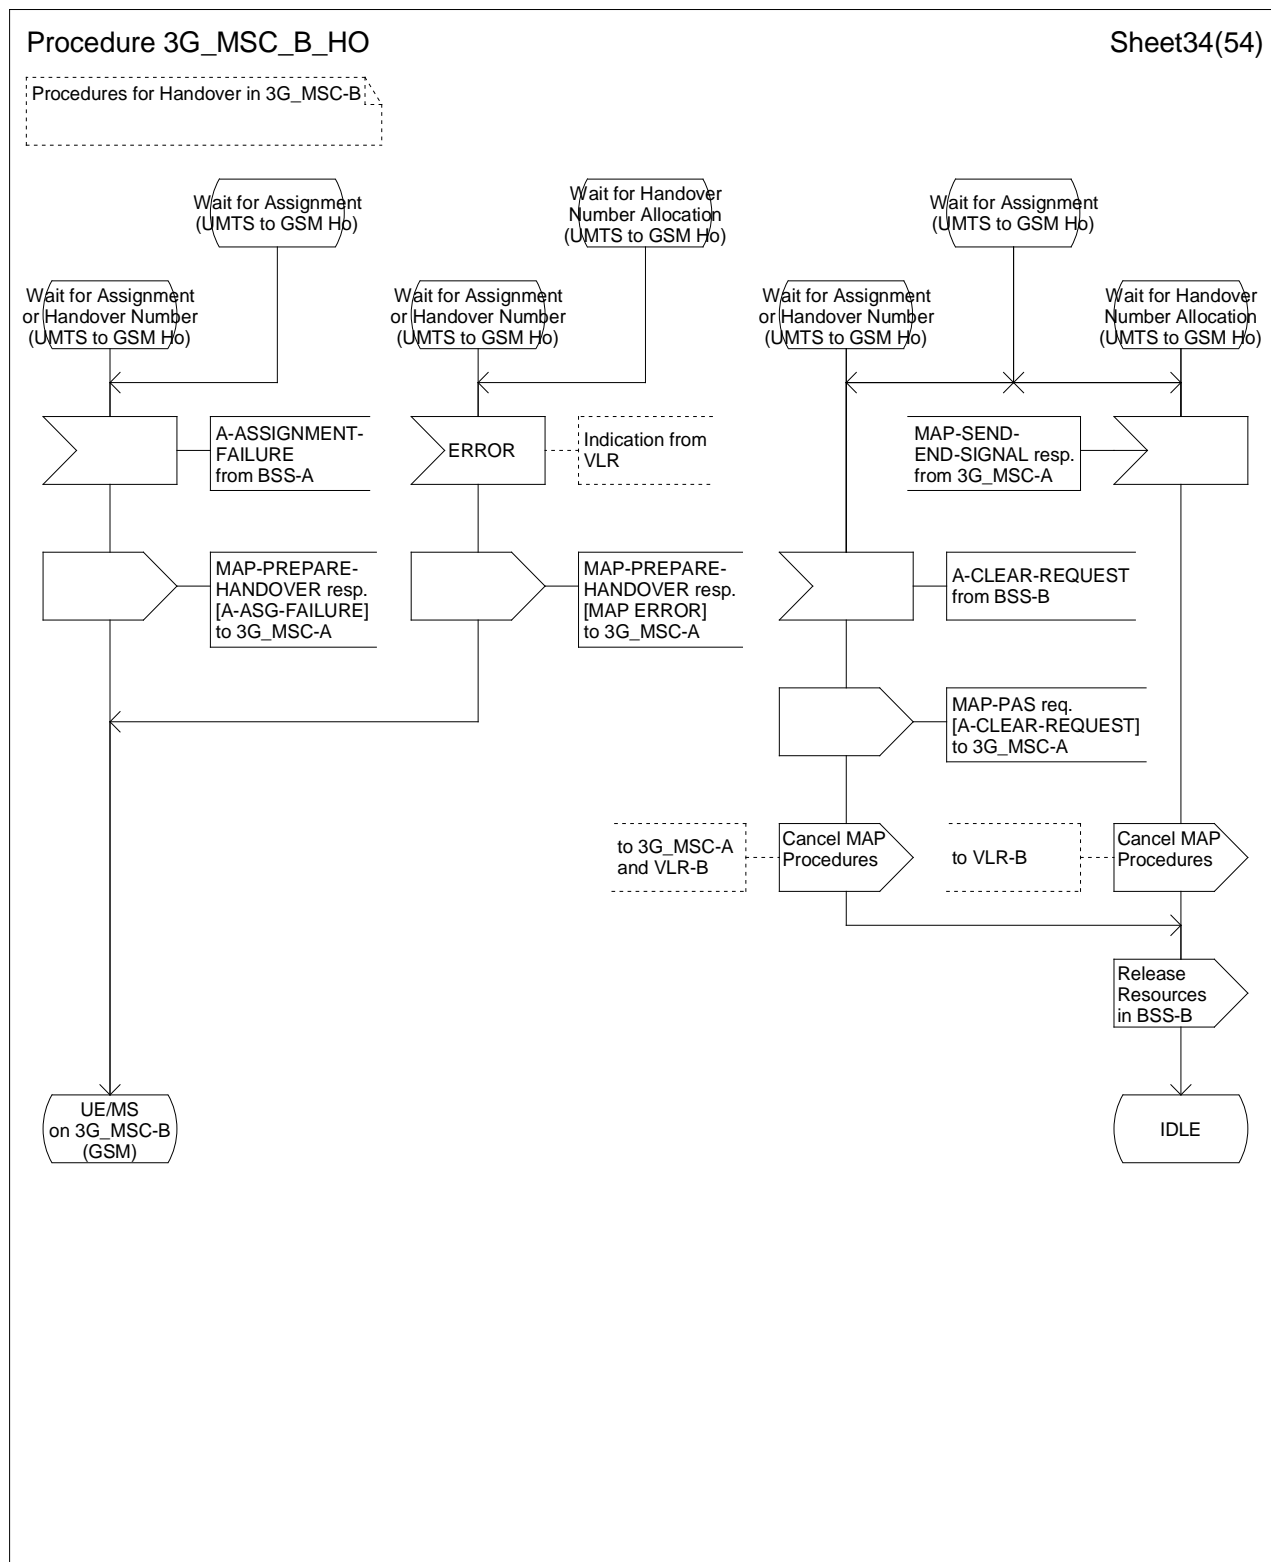 Procedure 3G_MSC_B_HO
Sheet34(54)
Procedures for Handover in 3G_MSC-B
Wait for Assignment
(UMTS to GSM Ho)
Wait for Handover
Number Allocation
(UMTS to GSM Ho)
Wait for Assignment
(UMTS to GSM Ho)
Wait for Assignment
or Handover Number
(UMTS to GSM Ho)
Wait for Assignment
or Handover Number
(UMTS to GSM Ho)
Wait for Assignment
or Handover Number
(UMTS to GSM Ho)
Wait for Handover
Number Allocation
(UMTS to GSM Ho)
A-ASSIGNMENT-
FAILURE
from BSS-A
ERROR
Indication from
VLR
MAP-SEND-
END-SIGNAL resp.
from 3G_MSC-A
MAP-PREPARE-
HANDOVER resp.
[A-ASG-FAILURE]
to 3G_MSC-A
MAP-PREPARE-
HANDOVER resp.
[MAP ERROR]
to 3G_MSC-A
A-CLEAR-REQUEST
from BSS-B
MAP-PAS req.
[A-CLEAR-REQUEST]
to 3G_MSC-A
to 3G_MSC-A
and VLR-B
Cancel MAP
Procedures
to VLR-B
Cancel MAP
Procedures
Release
Resources
in BSS-B
UE/MS
on 3G_MSC-B
(GSM)
IDLE